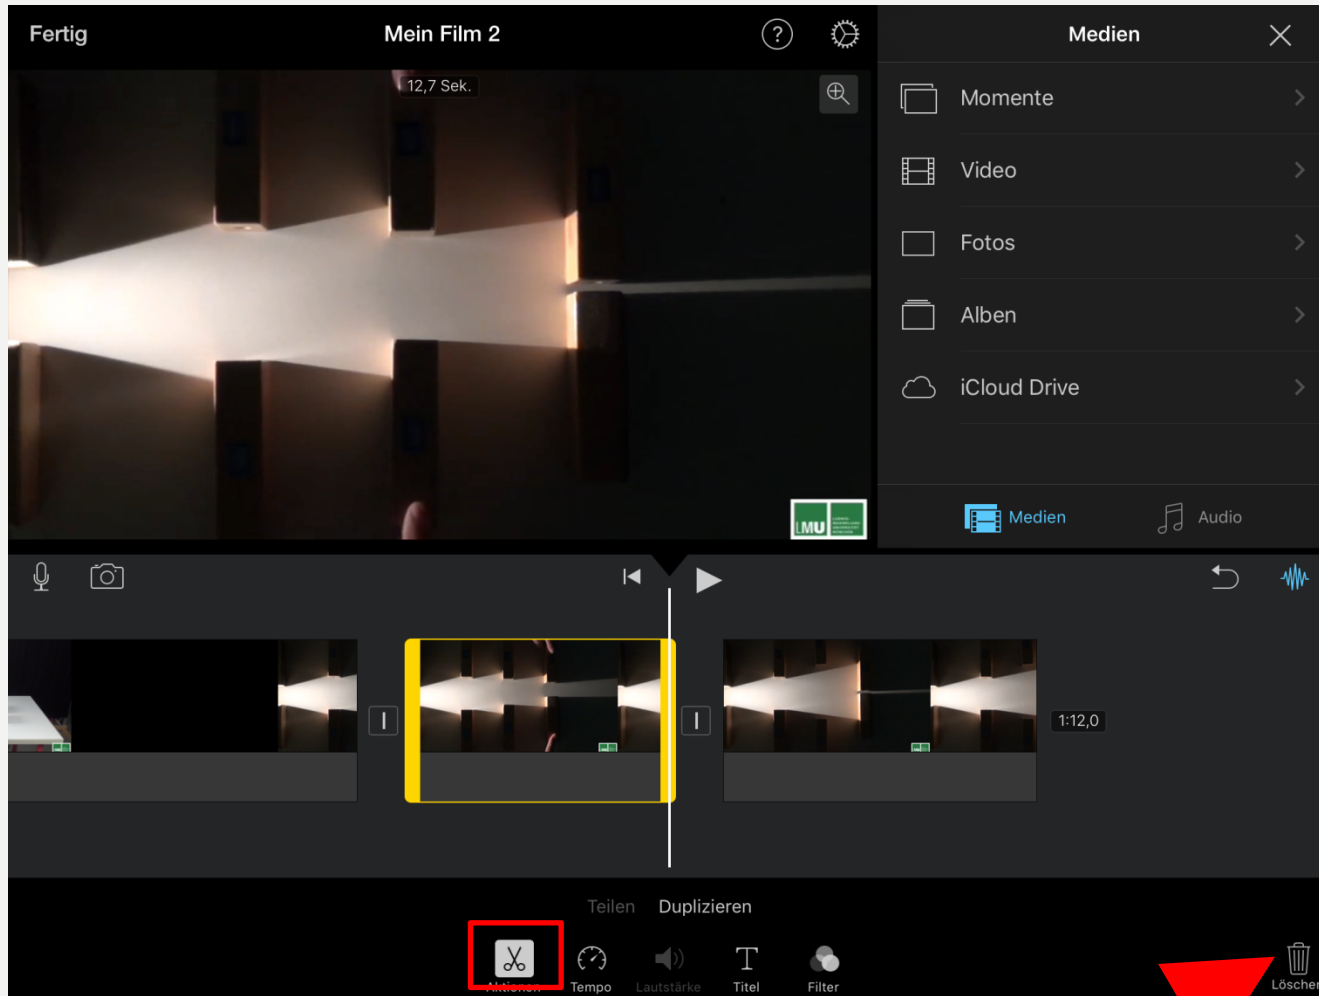 Fertig
Mein Film 2
?
Medien
12,7 Sek.
Momente
Video
Fotos
Alben
iCloud Drive
LMU
Medien
Audio
1:12,0
Teilen
Duplizieren
Aktionen
Tempo
Lautstärke
T
Titel
Filter